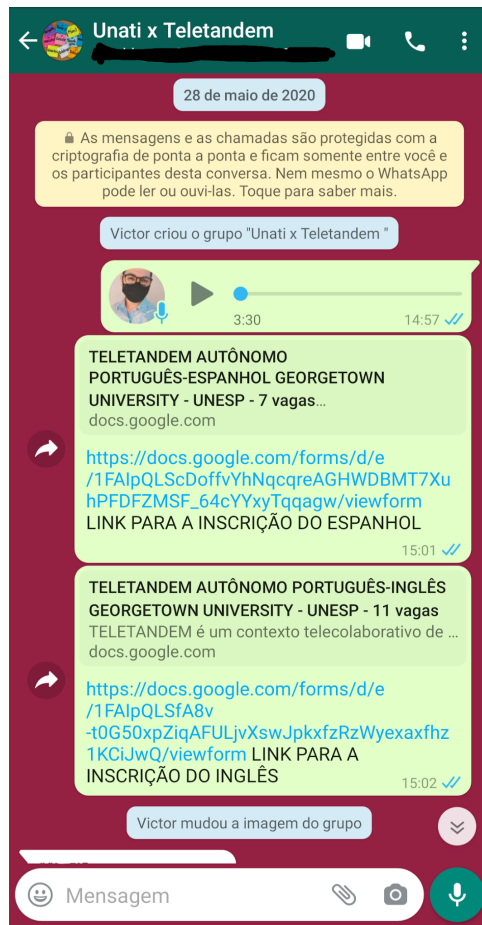 Unati x Teletandem
28 de maio de 2020
As mensagens e as chamadas são protegidas com a
criptografia de ponta a ponta e ficam somente entre você e
os participantes desta conversa. Nem mesmo o WhatsApp
pode ler ou ouvi-las. Toque para saber mais.
Victor criou o grupo "Unati x Teletandem "
3:30
14:57
TELETANDEM AUTÔNOMO
PORTUGUÊS-ESPANHOL GEORGETOWN
UNIVERSITY - UNESP - 7 vagas...
docs.google.com
https://docs.google.com/forms/d/e
/1FAIpQLScDoffvYhNqcqreAGHWDBMT7Xu
hPFDFZMSF_64cYYxyTqqagw/viewform
LINK PARA A INSCRIÇÃO DO ESPANHOL
15:01
TELETANDEM AUTÔNOMO PORTUGUÊS-INGLÊS
GEORGETOWN UNIVERSITY - UNESP - 11 vagas
TELETANDEM é um contexto telecolaborativo de ...
docs.google.com
https://docs.google.com/forms/d/e
/1FAIpQLSfA8v
-t0G50xpZiqAFULjvXswJpkxfzRzWyexaxfhz
1KCiJwQ/viewform LINK PARA A
INSCRIÇÃO DO INGLÊS
15:02
Victor mudou a imagem do grupo
Mensagem